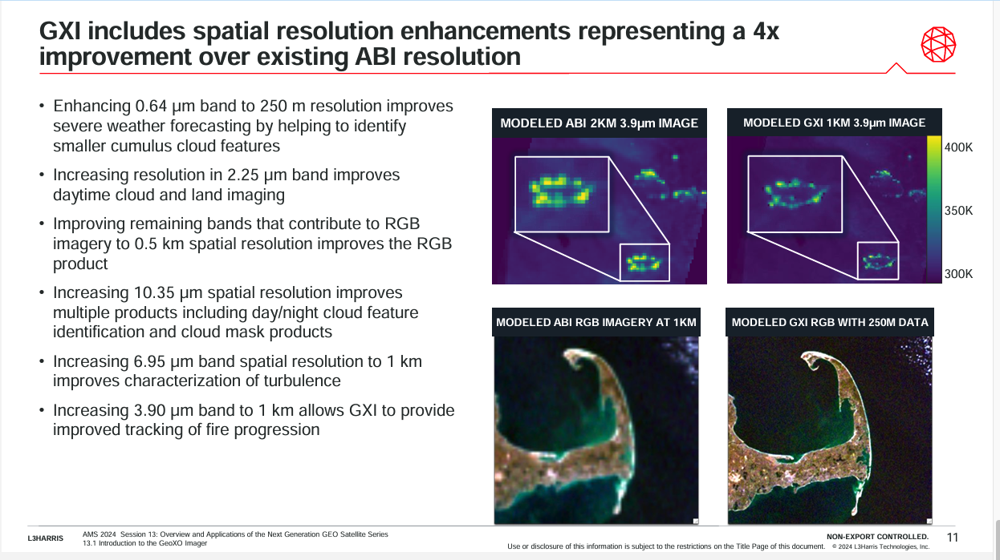 GXI includes spatial resolution enhancements representing a 4x
improvement over existing ABI resolution
• Enhancing 0.64 µm band to 250 m resolution improves
severe weather forecasting by helping to identify
smaller cumulus cloud features
• Increasing resolution in 2.25 µm band improves
daytime cloud and land imaging
• Improving remaining bands that contribute to RGB
imagery to 0.5 km spatial resolution improves the RGB
product
• Increasing 10.35 µm spatial resolution improves
multiple products including day/night cloud feature
identification and cloud mask products
• Increasing 6.95 µm band spatial resolution to 1 km
improves characterization of turbulence
• Increasing 3.90 µm band to 1 km allows GXI to provide
improved tracking of fire progression
MODELED ABI 2KM 3.9µm IMAGE
MODELED GXI 1KM 3.9µm IMAGE
400K
350K
300K
MODELED ABI RGB IMAGERY AT 1KM
MODELED GXI RGB WITH 250M DATA
L3HARRIS
AMS 2024 Session 13: Overview and Applications of the Next Generation GEO Satellite Series
13.1 Introduction to the GeoXO Imager
NON-EXPORT CONTROLLED.
Use or disclosure of this information is subject to the restrictions on the Title Page of this document. © 2024 L3Harris Technologies, Inc.
11